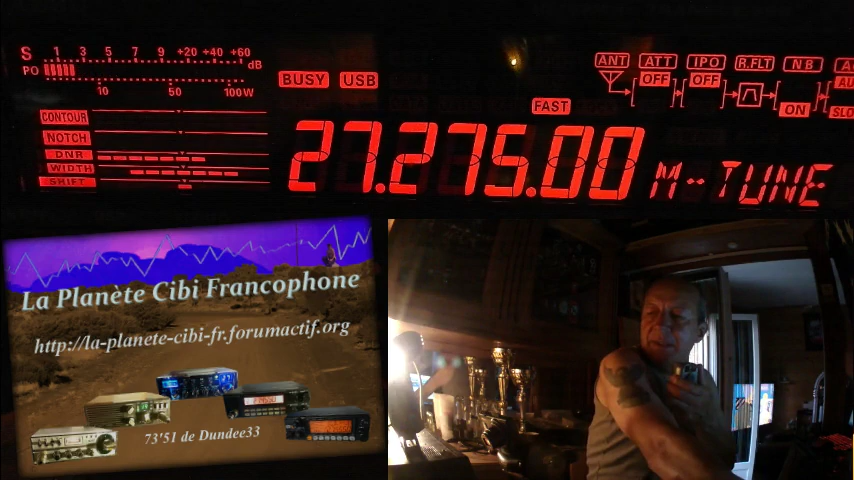 S 1 3 5 7 9 +20 +40 +60 dB
PO 10 50 100W
BUSY USB
ANT ATT IPO R.FLT NB
OFF OFF ON
FAST
CONTOUR
NOTCH
DNR
WIDTH
SHIFT
27.275.00 M-TUNE
La Planète Cibi Francophone
http://la-planete-cibi-fr.forumactif.org
73'51 de Dundee33